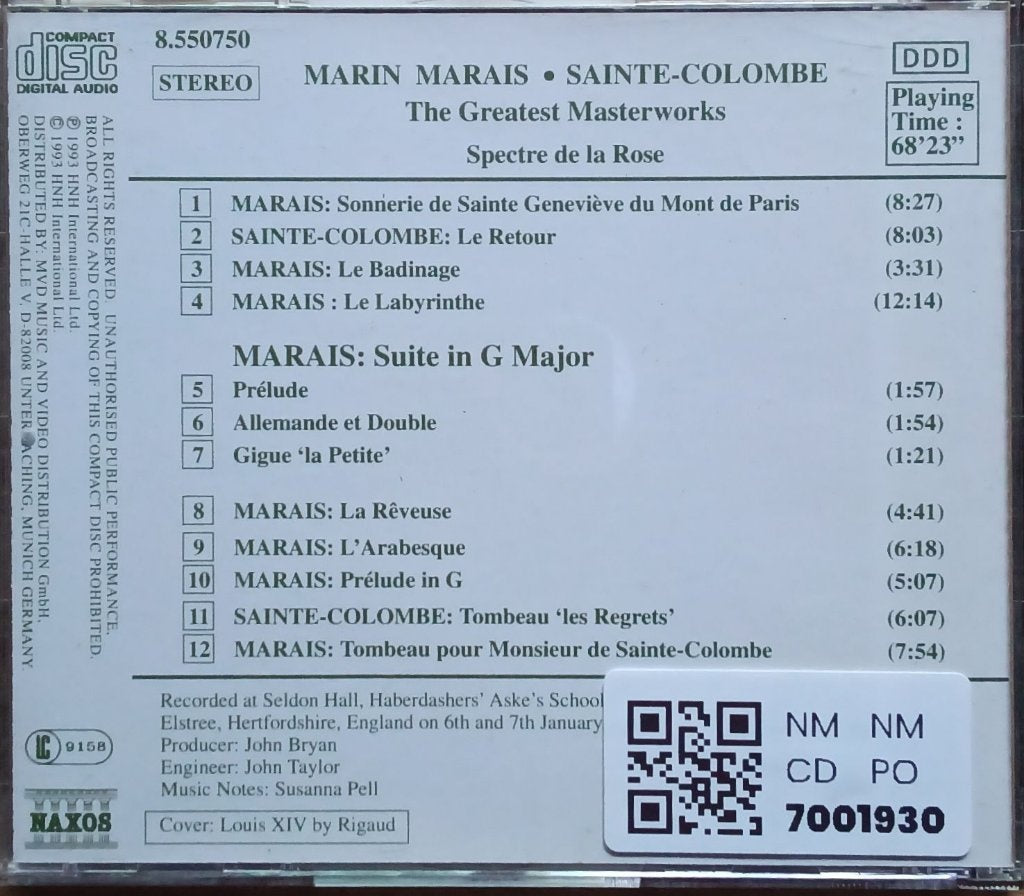 COMPACT
disc
DIGITAL AUDIO
8.550750
STEREO
MARIN MARAIS • SAINTE-COLOMBE
The Greatest Masterworks
Spectre de la Rose
DDD
Playing
Time :
68’23”
1 MARAIS: Sonnerie de Sainte Geneviève du Mont de Paris (8:27)
2 SAINTE-COLOMBE: Le Retour (8:03)
3 MARAIS: Le Badinage (3:31)
4 MARAIS : Le Labyrinthe (12:14)
MARAIS: Suite in G Major
5 Prélude (1:57)
6 Allemande et Double (1:54)
7 Gigue ‘la Petite’ (1:21)
8 MARAIS: La Rêveuse (4:41)
9 MARAIS: L’Arabesque (6:18)
10 MARAIS: Prélude in G (5:07)
11 SAINTE-COLOMBE: Tombeau ‘les Regrets’ (6:07)
12 MARAIS: Tombeau pour Monsieur de Sainte-Colombe (7:54)
Recorded at Seldon Hall, Haberdashers’ Aske’s School
Elstree, Hertfordshire, England on 6th and 7th January
Producer: John Bryan
Engineer: John Taylor
Music Notes: Susanna Pell
Cover: Louis XIV by Rigaud
ALL RIGHTS RESERVED. UNAUTHORISED PUBLIC PERFORMANCE,
BROADCASTING AND COPYING OF THIS COMPACT DISC PROHIBITED.
℗ 1993 HNH International Ltd.
© 1993 HNH International Ltd.
DISTRIBUTED BY: MVD MUSIC AND VIDEO DISTRIBUTION GmbH,
OBERWEG 21C-HALLE V, D-82008 UNTER ACHING, MUNICH GERMANY.
LC 9158
NAXOS
NM NM
CD PO
7001930